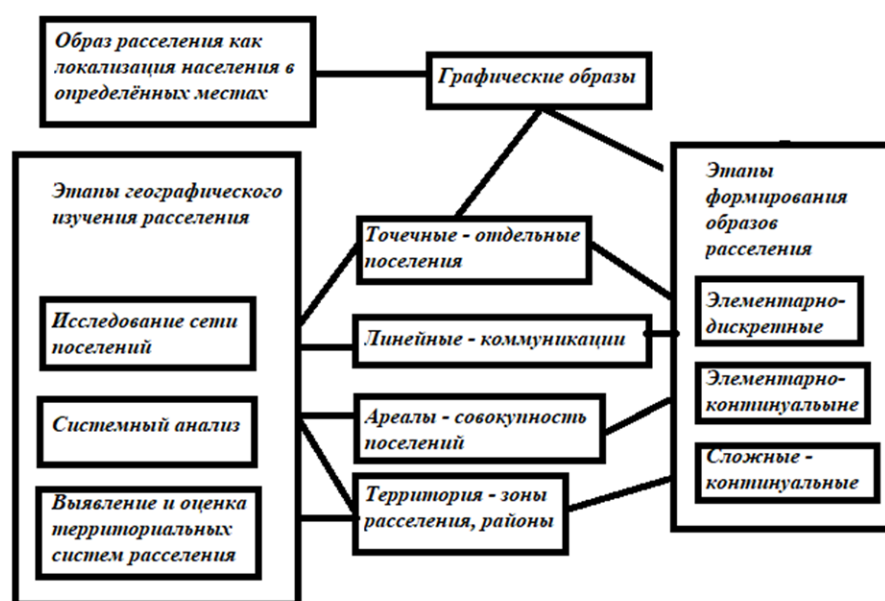 Образ расселения как
локализация населения в
определённых местах
Графические образы
Этапы географического
изучения расселения
Исследование сети
поселений
Системный анализ
Выявление и оценка
территориальных
систем расселения
Точечные - отдельные
поселения
Линейные - коммуникации
Ареалы - совокупность
поселений
Территория - зоны
расселения, районы
Этапы
формирования
образов
расселения
Элементарно-
дискретные
Элементарно-
континуальыне
Сложные -
континуальные